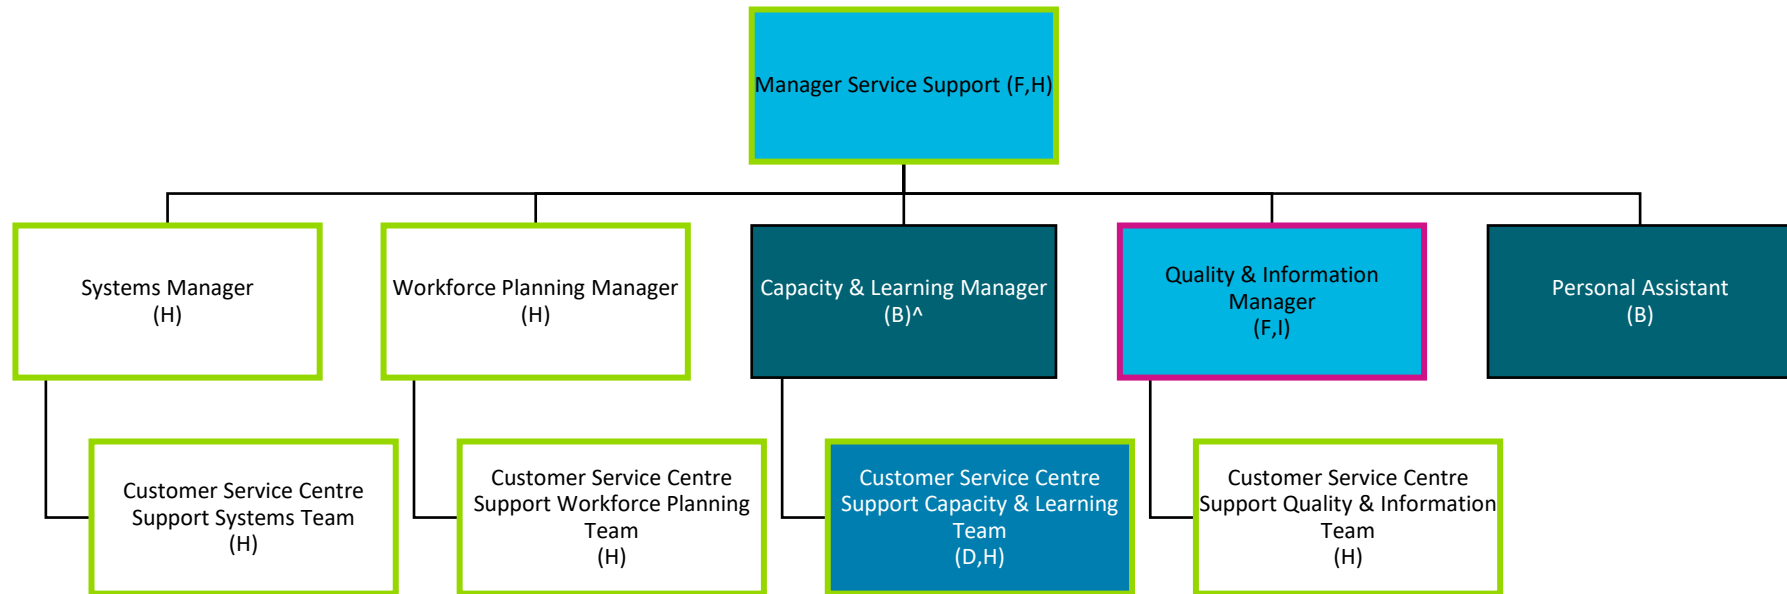 Manager Service Support (F,H)
Systems Manager
(H)
Workforce Planning Manager
(H)
Capacity & Learning Manager
(B)^
Quality & Information
Manager
(F,I)
Personal Assistant
(B)
Customer Service Centre
Support Systems Team
(H)
Customer Service Centre
Support Workforce Planning
Team
(H)
Customer Service Centre
Support Capacity & Learning
Team
(D,H)
Customer Service Centre
Support Quality & Information
Team
(H)